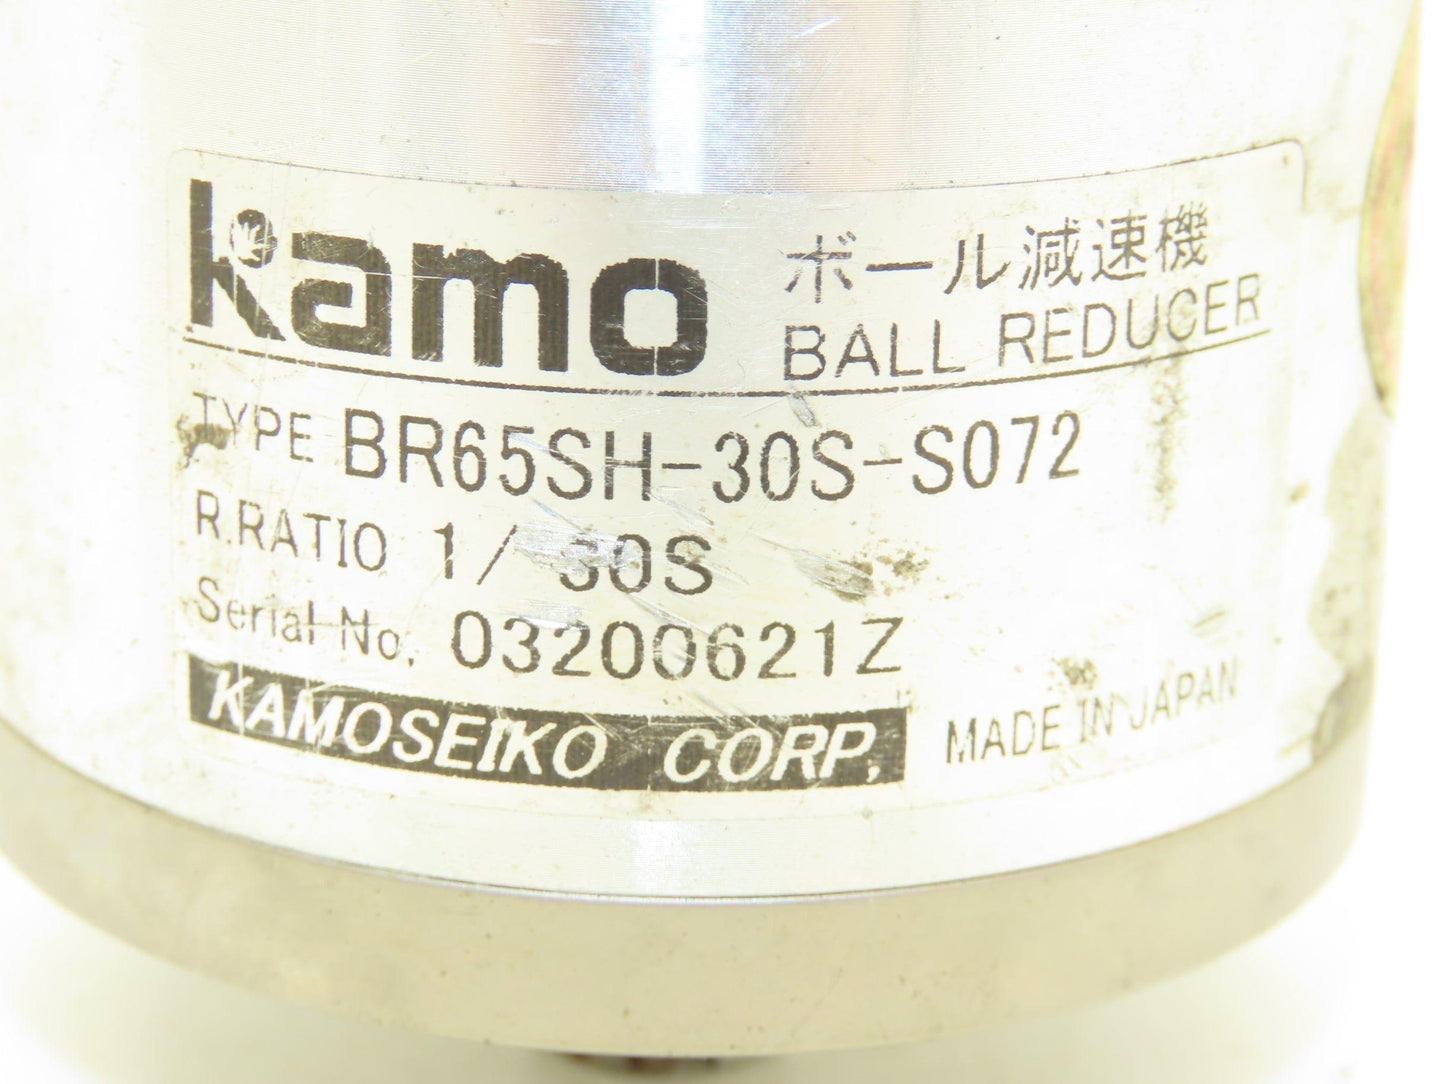 kamo ボール減速機
BALL REDUCER
TYPE BR65SH-30S-S072
R.RATIO 1/ 30S
Serial No. 03200621Z
KAMOSEIKO CORP. MADE IN JAPAN